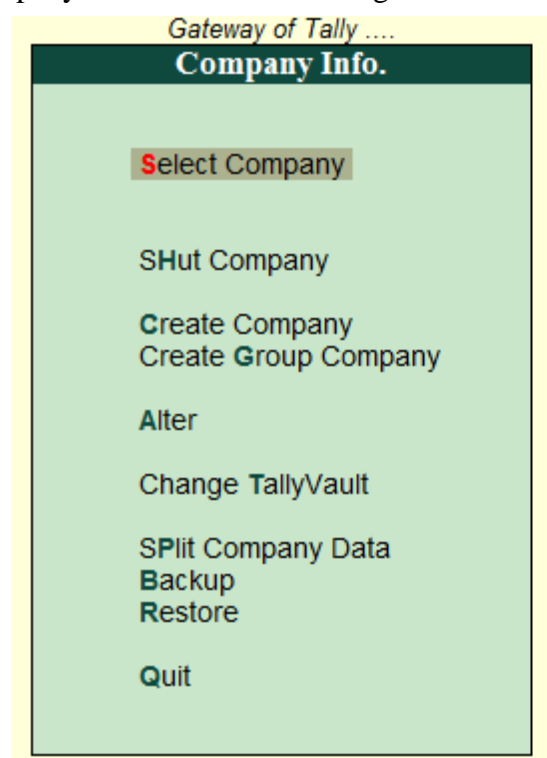 Gateway of Tally ....
Company Info.
Select Company
SHut Company
Create Company
Create Group Company
Alter
Change TallyVault
SPlit Company Data
Backup
Restore
Quit